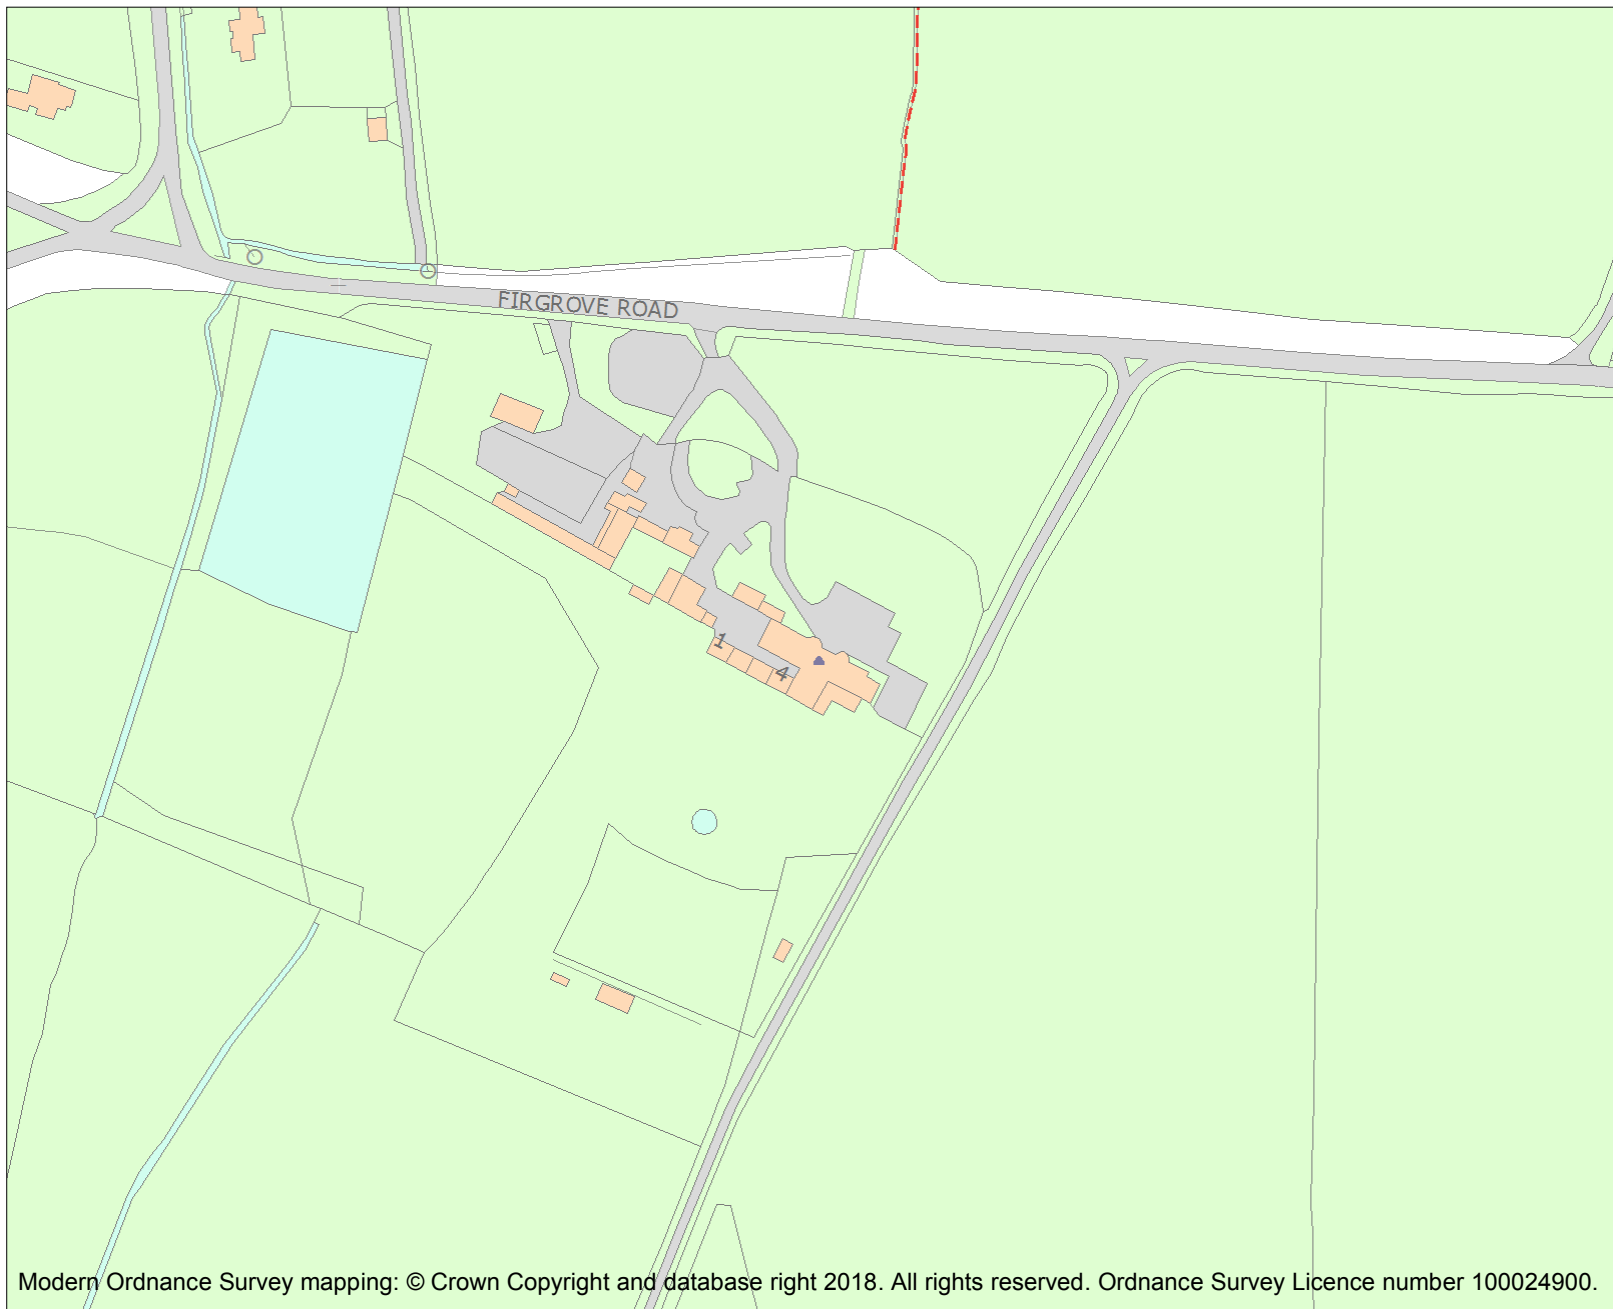 FIRGROVE ROAD
1
4
Modern Ordnance Survey mapping: © Crown Copyright and database right 2018. All rights reserved. Ordnance Survey Licence number 100024900.